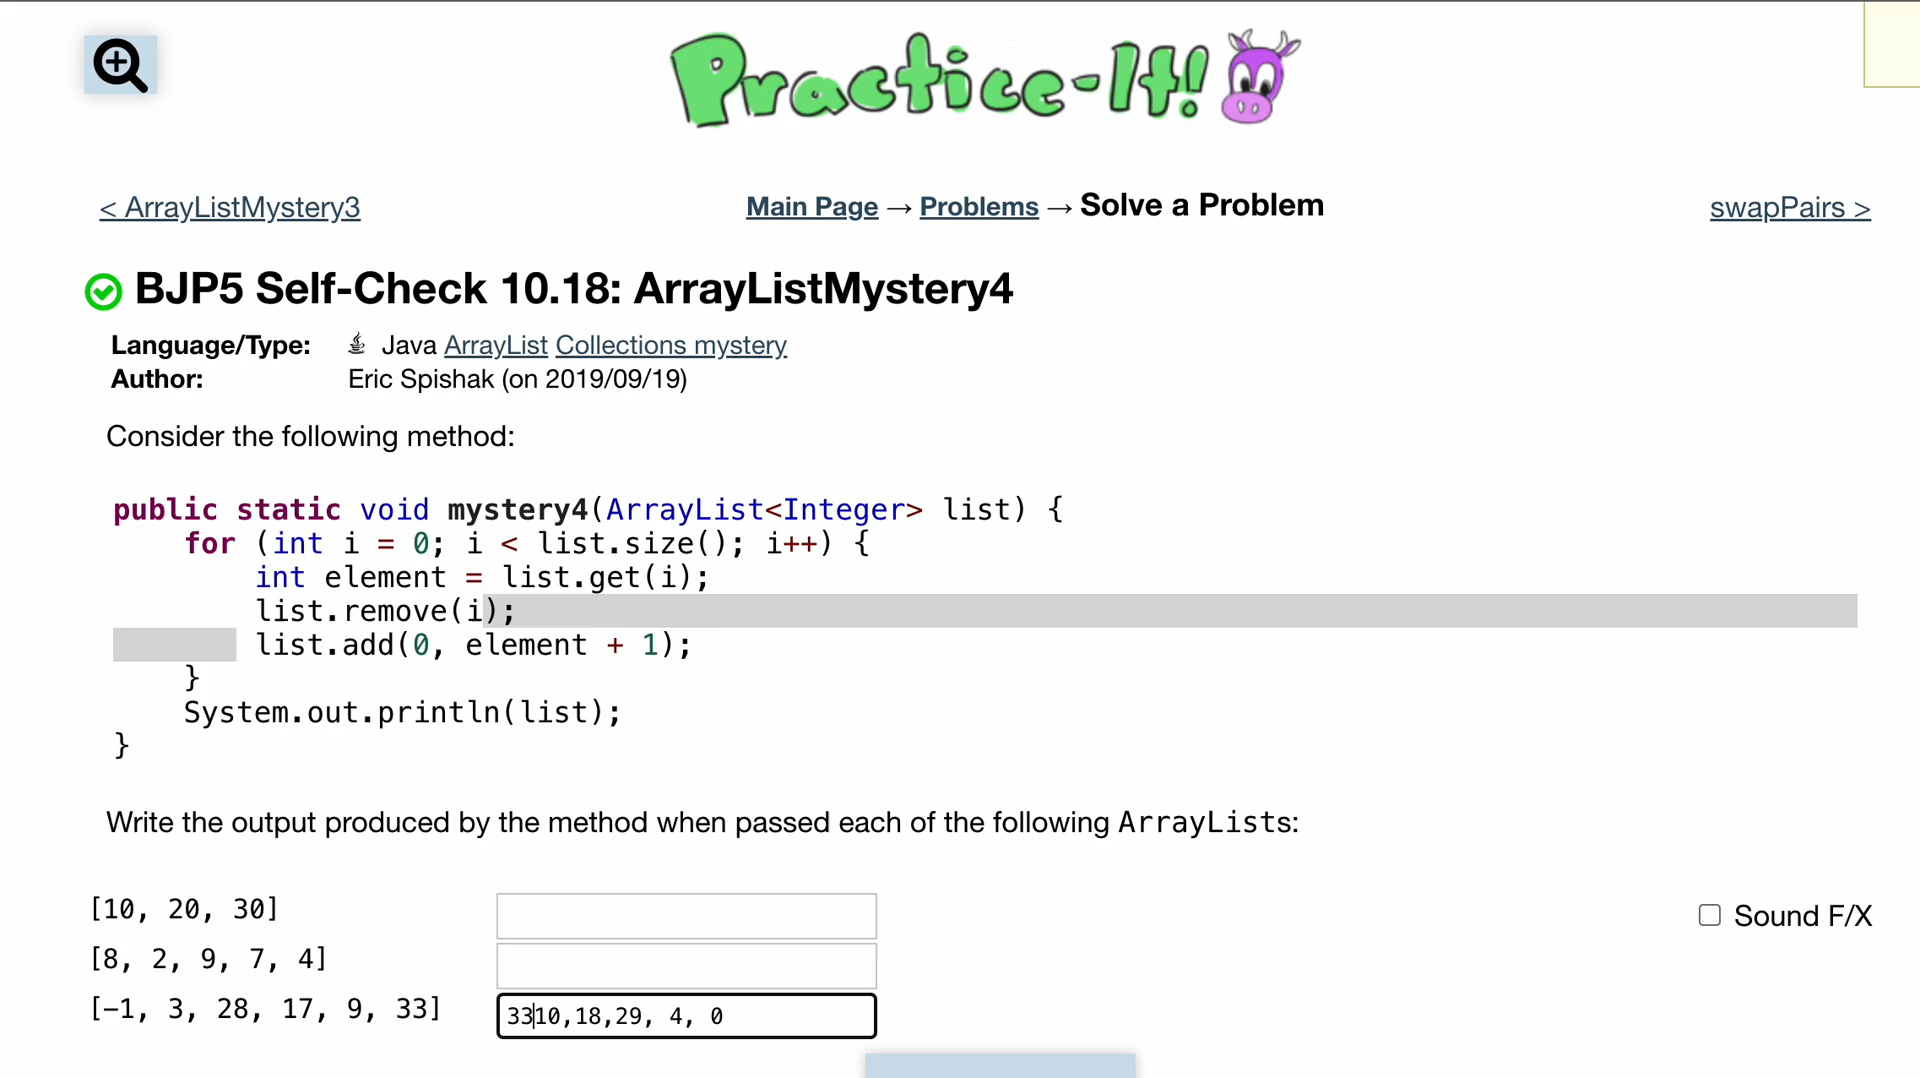 Practice-It!
< ArrayListMystery3
Main Page → Problems → Solve a Problem
swapPairs >
BJP5 Self-Check 10.18: ArrayListMystery4
Language/Type: Java ArrayList Collections mystery
Author: Eric Spishak (on 2019/09/19)
Consider the following method:
public static void mystery4(ArrayList<Integer> list) {
    for (int i = 0; i < list.size(); i++) {
        int element = list.get(i);
        list.remove(i);
        list.add(0, element + 1);
    }
    System.out.println(list);
}
Write the output produced by the method when passed each of the following ArrayLists:
[10, 20, 30]
Sound F/X
[8, 2, 9, 7, 4]
[−1, 3, 28, 17, 9, 33] 3310,18,29, 4, 0